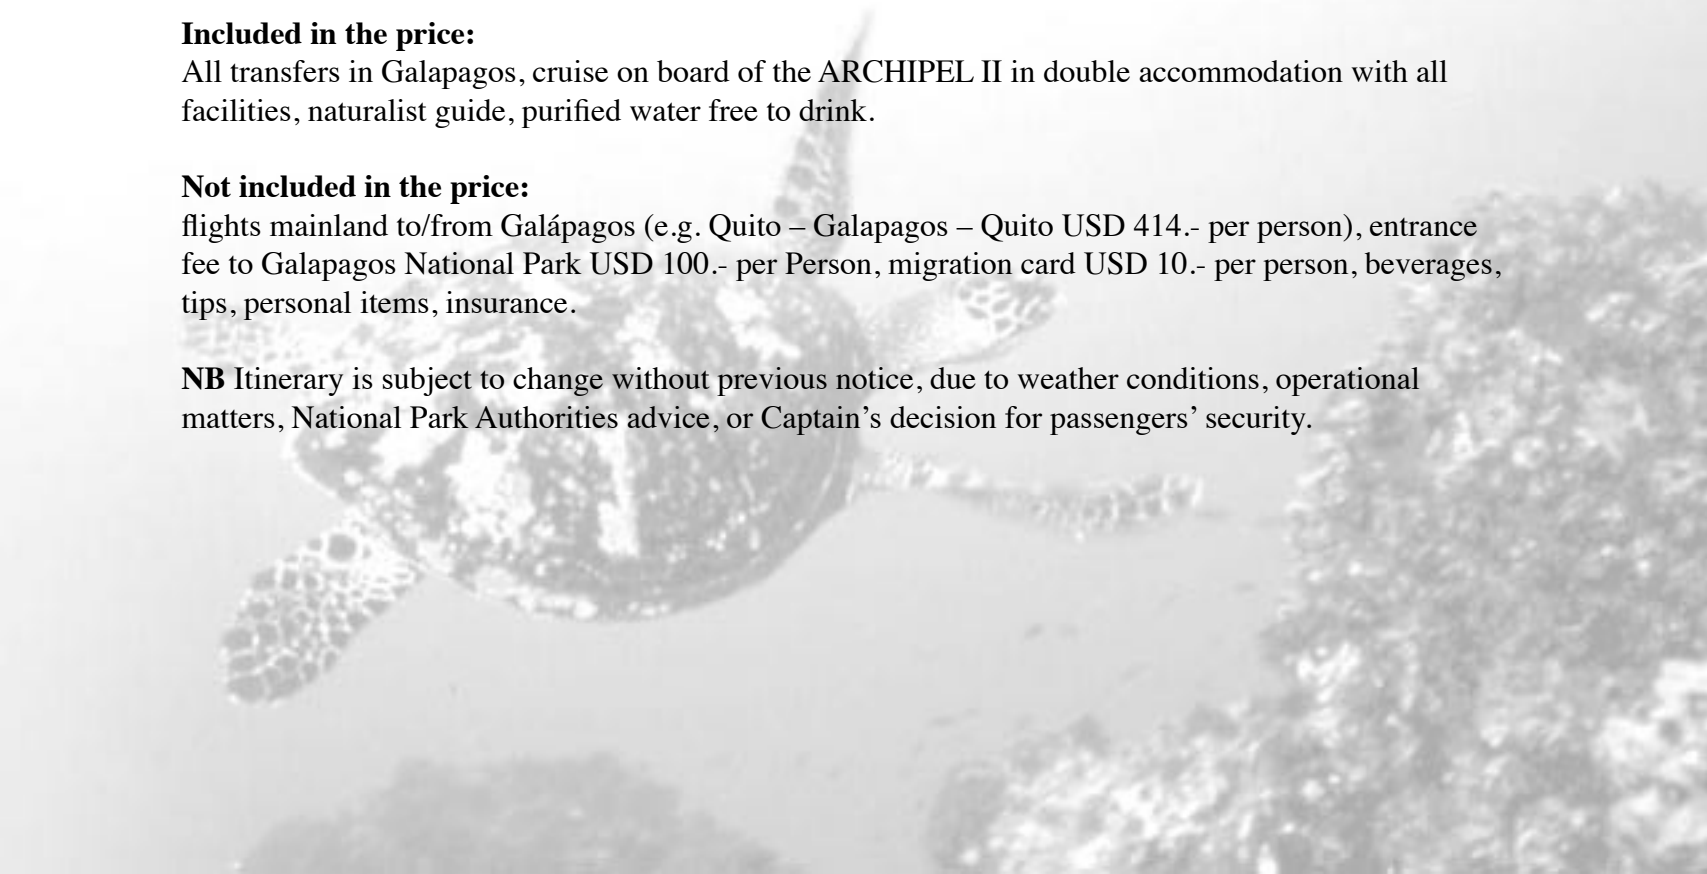 Included in the price:
All transfers in Galapagos, cruise on board of the ARCHIPEL II in double accommodation with all
facilities, naturalist guide, purified water free to drink.
Not included in the price:
flights mainland to/from Galápagos (e.g. Quito – Galapagos – Quito USD 414.- per person), entrance
fee to Galapagos National Park USD 100.- per Person, migration card USD 10.- per person, beverages,
tips, personal items, insurance.
NB Itinerary is subject to change without previous notice, due to weather conditions, operational
matters, National Park Authorities advice, or Captain’s decision for passengers’ security.